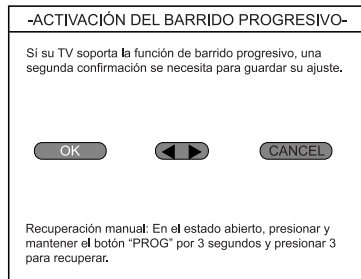 -ACTIVACIÓN DEL BARRIDO PROGRESIVO-
Sí su TV soporta la función de barrido progresivo, una
segunda confirmación se necesita para guardar su ajuste.
OK
CANCEL
Recuperación manual: En el estado abierto, presionar y
mantener el botón “PROG” por 3 segundos y presionar 3
para recuperar.